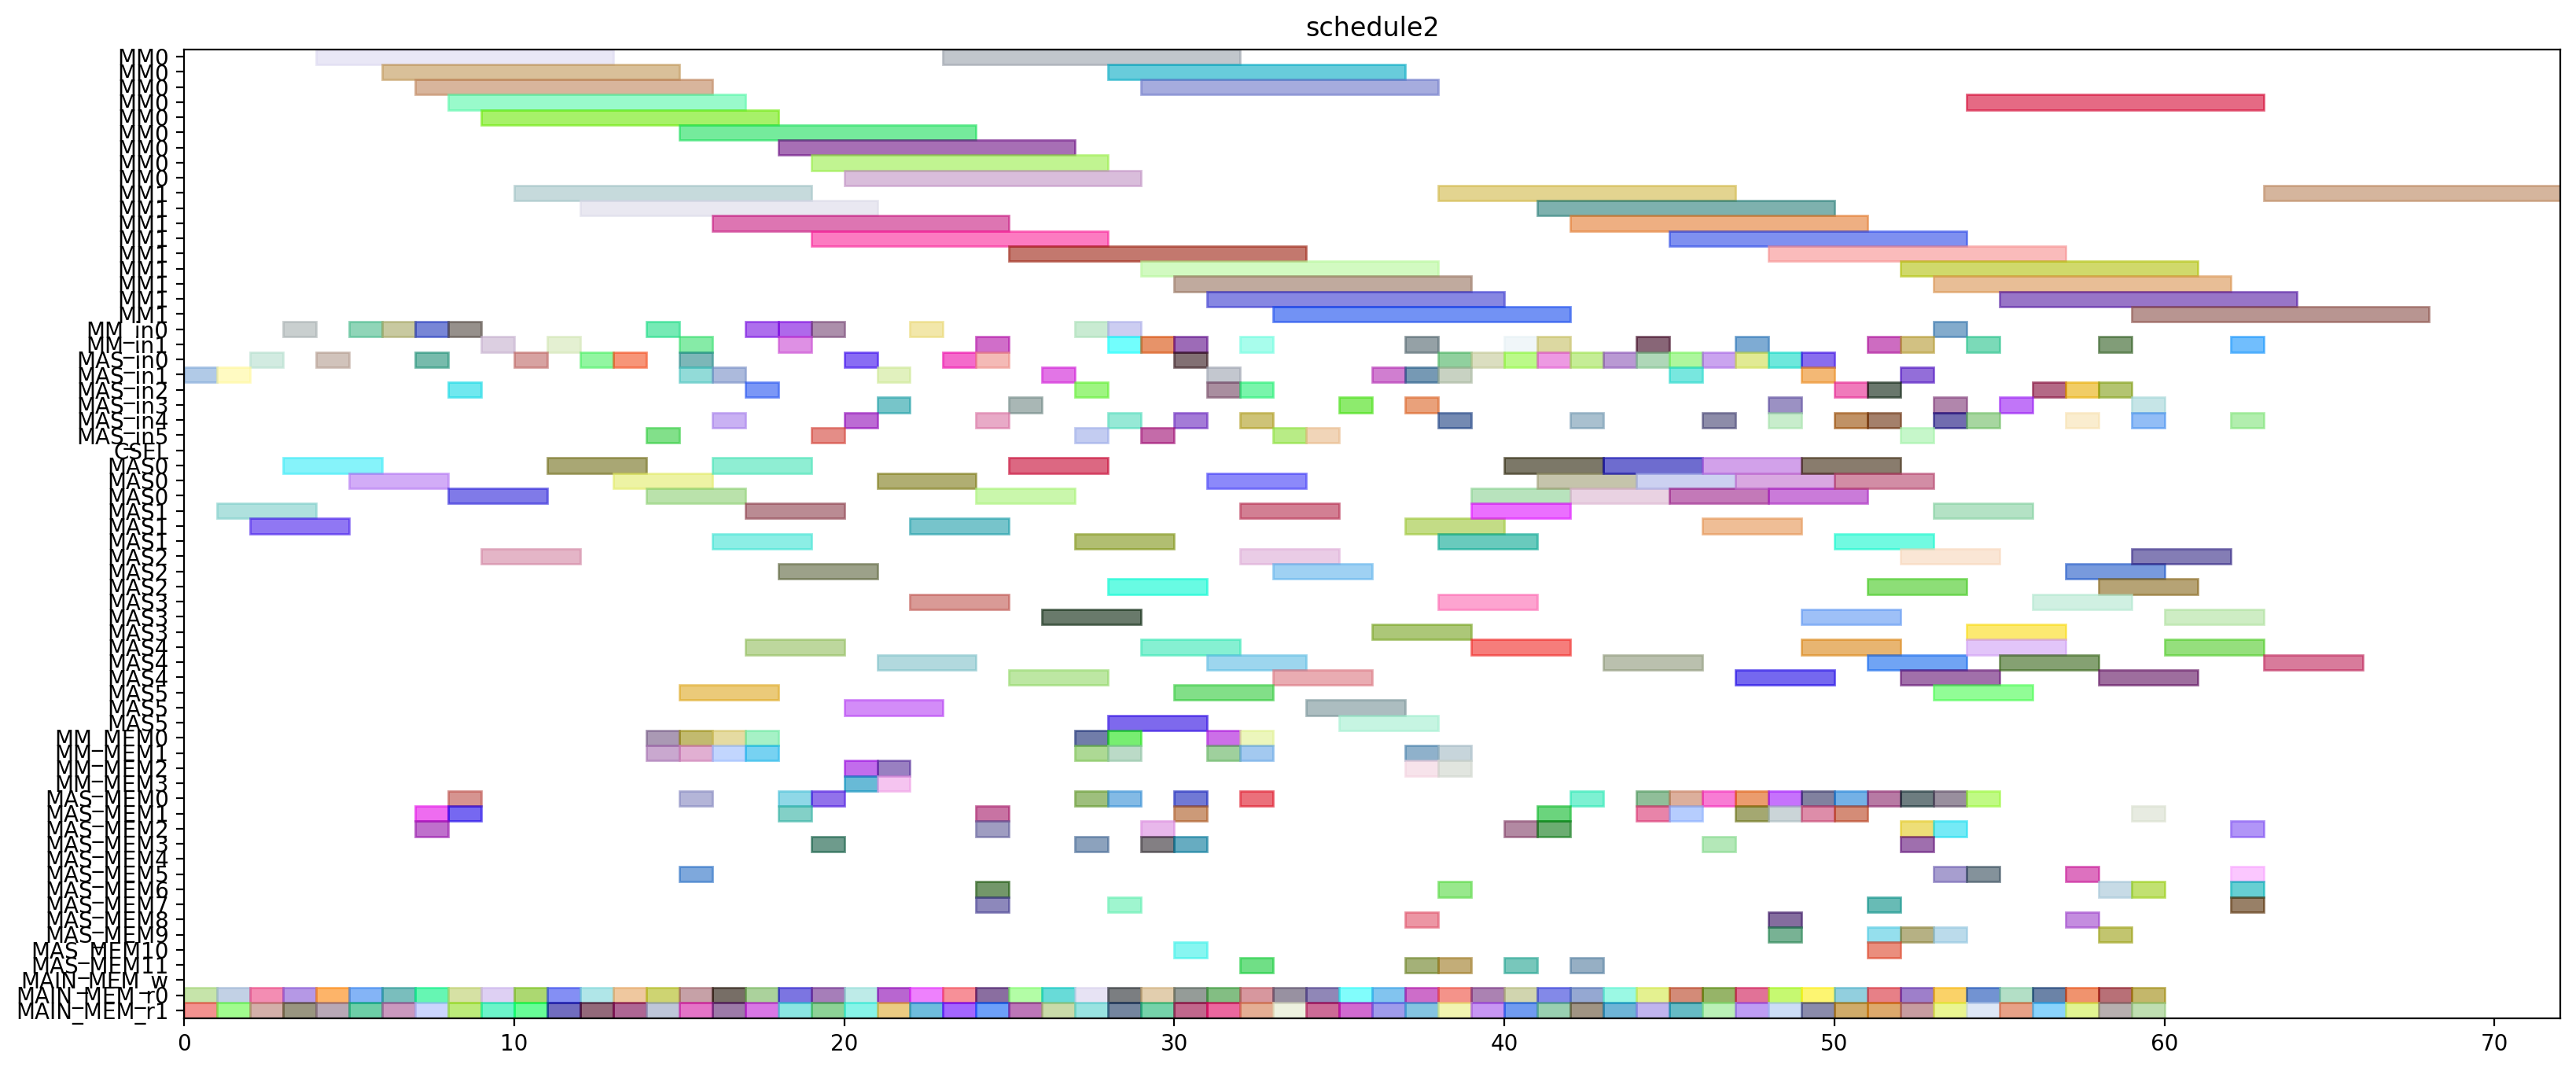 schedule2
MM0
MM0
MM0
MM0
MM0
MM0
MM0
MM0
MM0
MM1
MM1
MM1
MM1
MM1
MM1
MM1
MM1
MM1
MM_in0
MM_in1
MAS_in0
MAS_in1
MAS_in2
MAS_in3
MAS_in4
MAS_in5
CSEL
MAS0
MAS0
MAS0
MAS1
MAS1
MAS1
MAS2
MAS2
MAS2
MAS3
MAS3
MAS3
MAS4
MAS4
MAS4
MAS5
MAS5
MAS5
MM_MEM0
MM_MEM1
MM_MEM2
MM_MEM3
MAS_MEM0
MAS_MEM1
MAS_MEM2
MAS_MEM3
MAS_MEM4
MAS_MEM5
MAS_MEM6
MAS_MEM7
MAS_MEM8
MAS_MEM9
MAS_MEM10
MAS_MEM11
MAIN_MEM_w
MAIN_MEM_r0
MAIN_MEM_r1
0 10 20 30 40 50 60 70